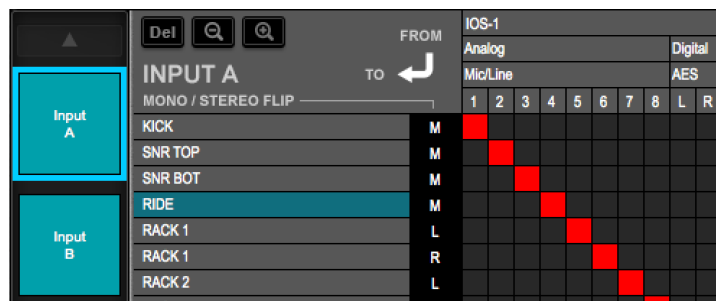 Del
FROM
INPUT A
TO
MONO / STEREO FLIP
IOS-1
Analog Digital
Mic/Line AES
1 2 3 4 5 6 7 8 L R
Input
A
KICK M
SNR TOP M
SNR BOT M
RIDE M
RACK 1 L
Input
B
RACK 1 R
RACK 2 L